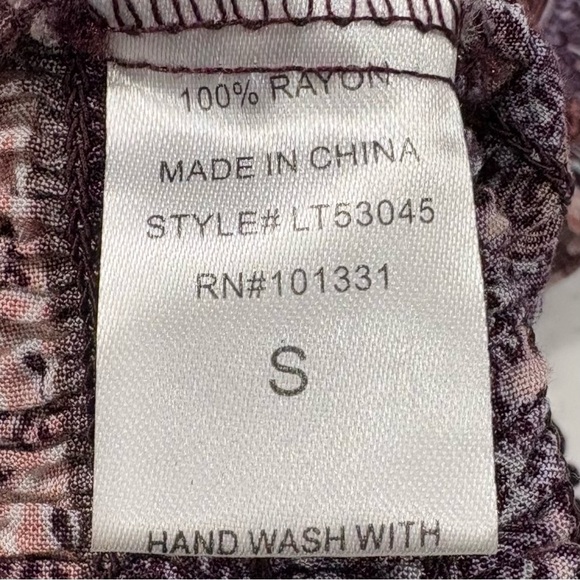 100% RAYON
MADE IN CHINA
STYLE# LT53045
RN#101331
S
HAND WASH WITH